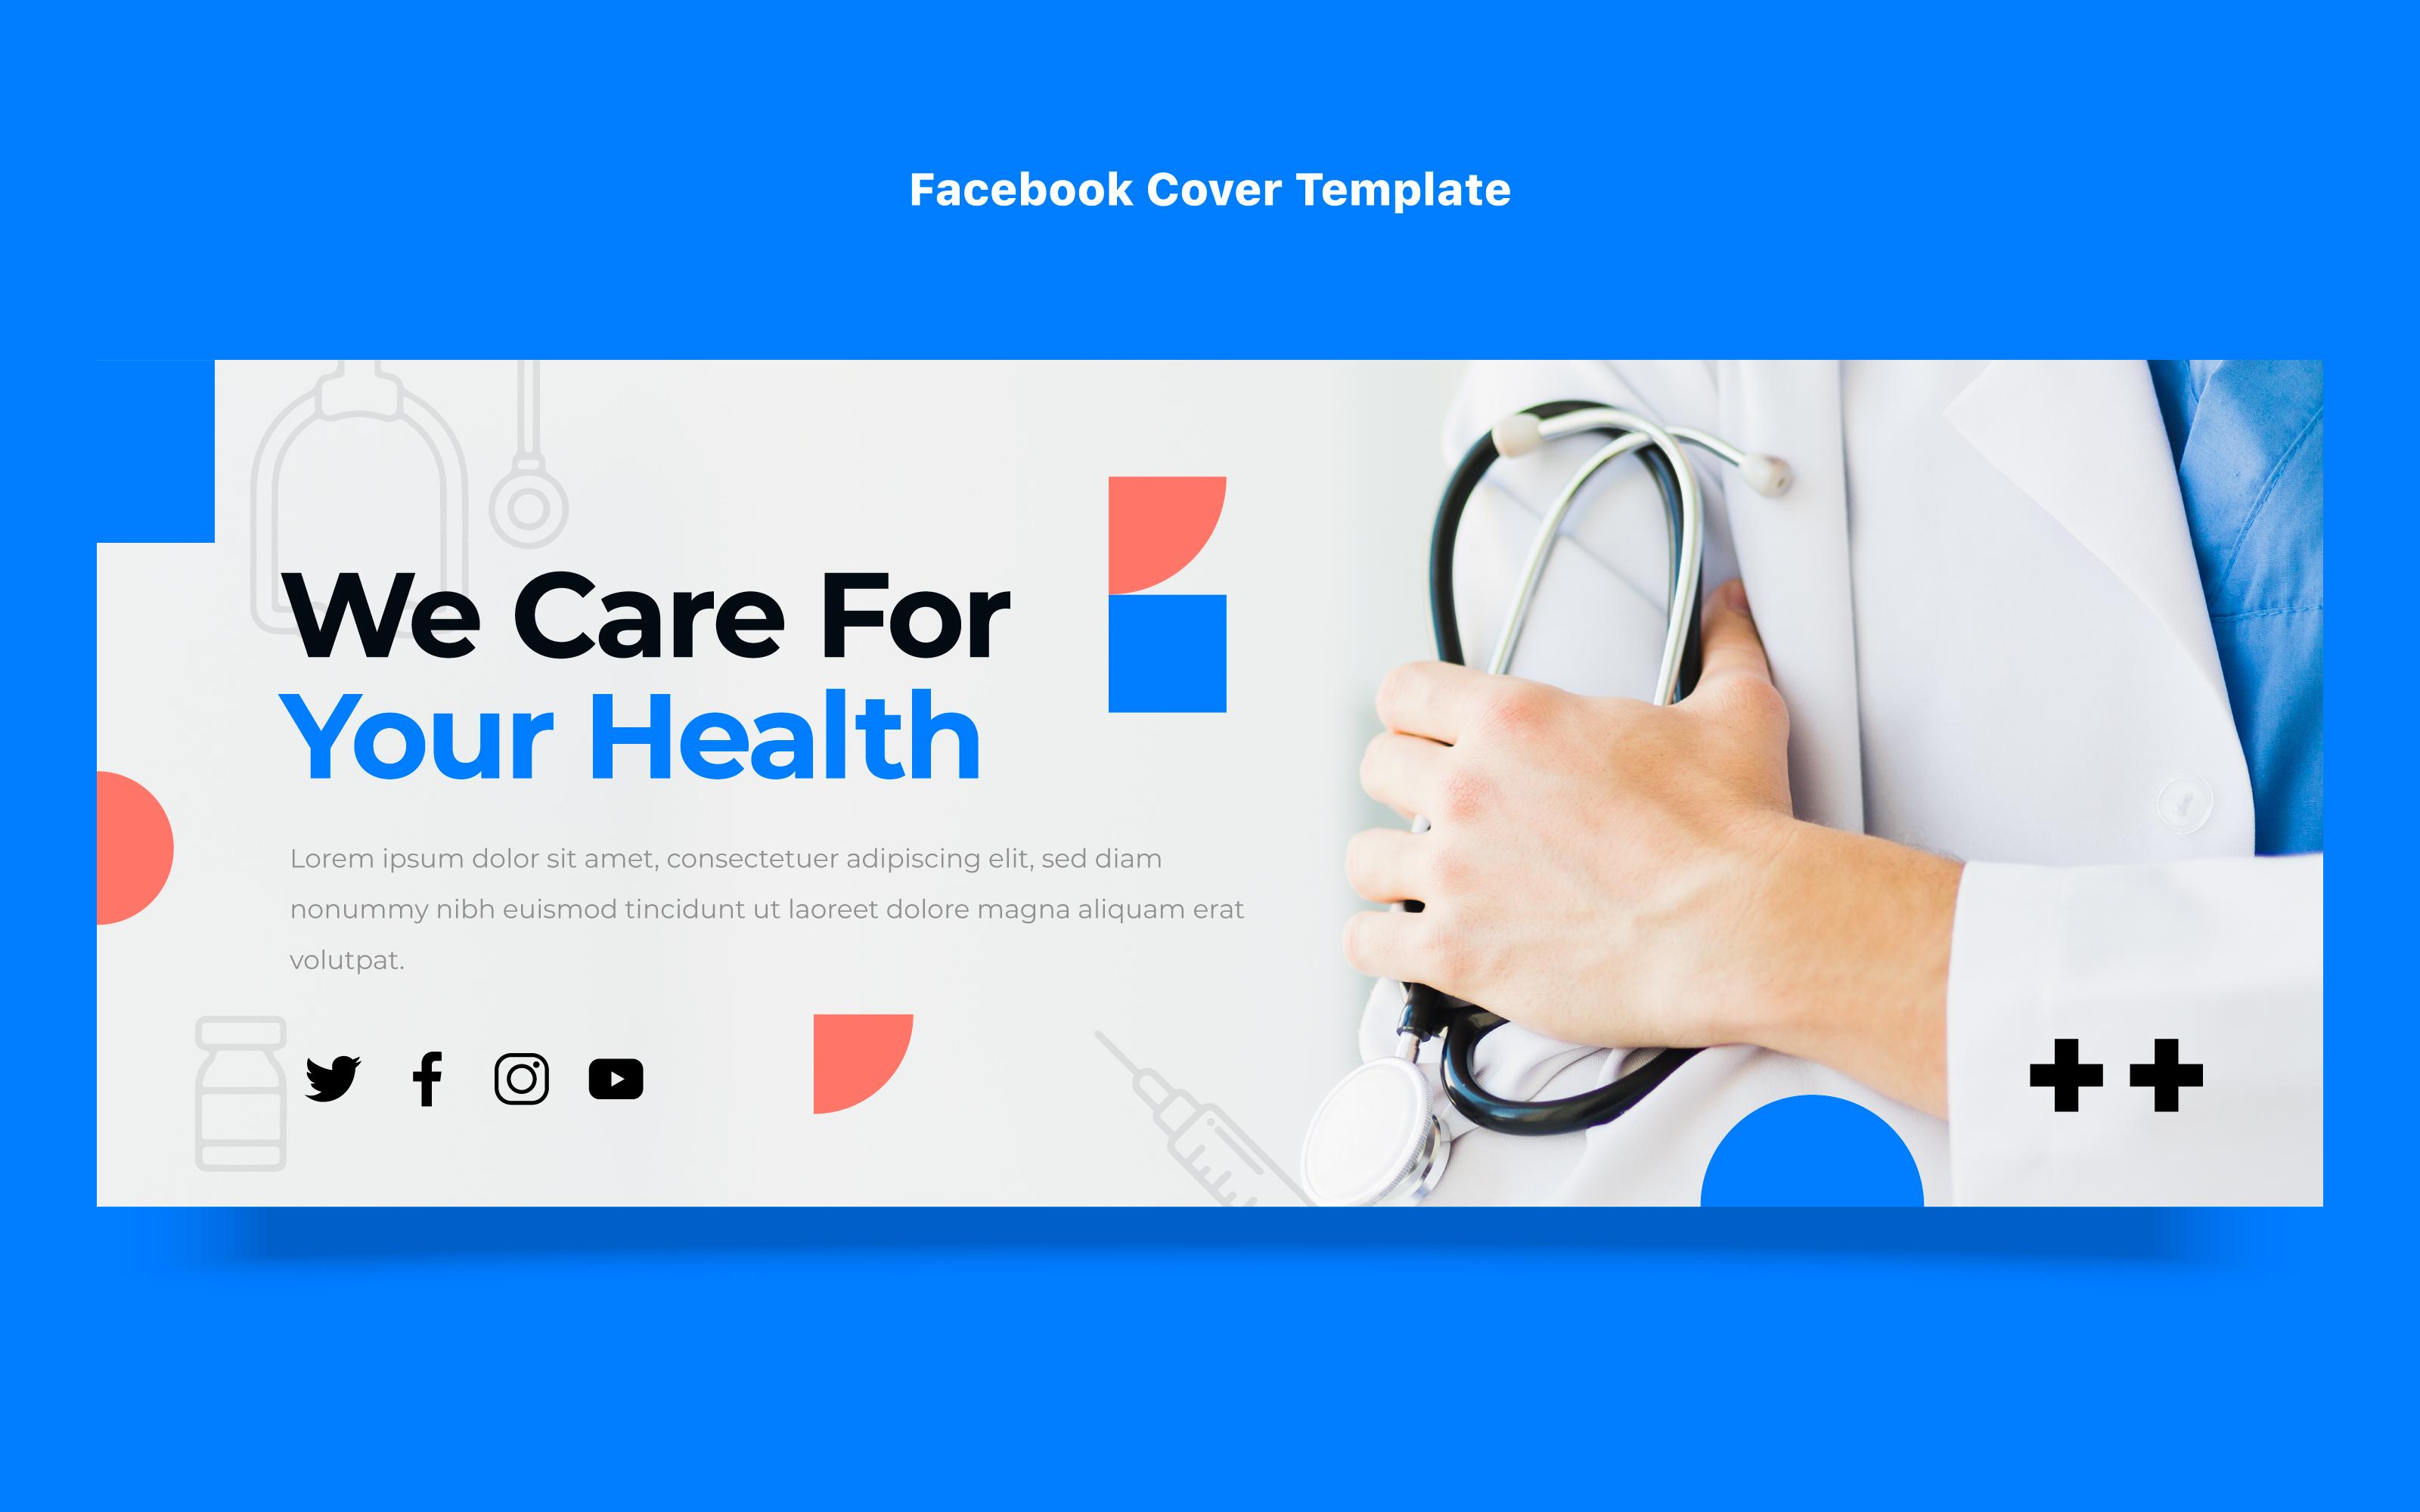 Facebook Cover Template
We Care For
Your Health
Lorem ipsum dolor sit amet, consectetuer adipiscing elit, sed diam
nonummy nibh euismod tincidunt ut laoreet dolore magna aliquam erat
volutpat.